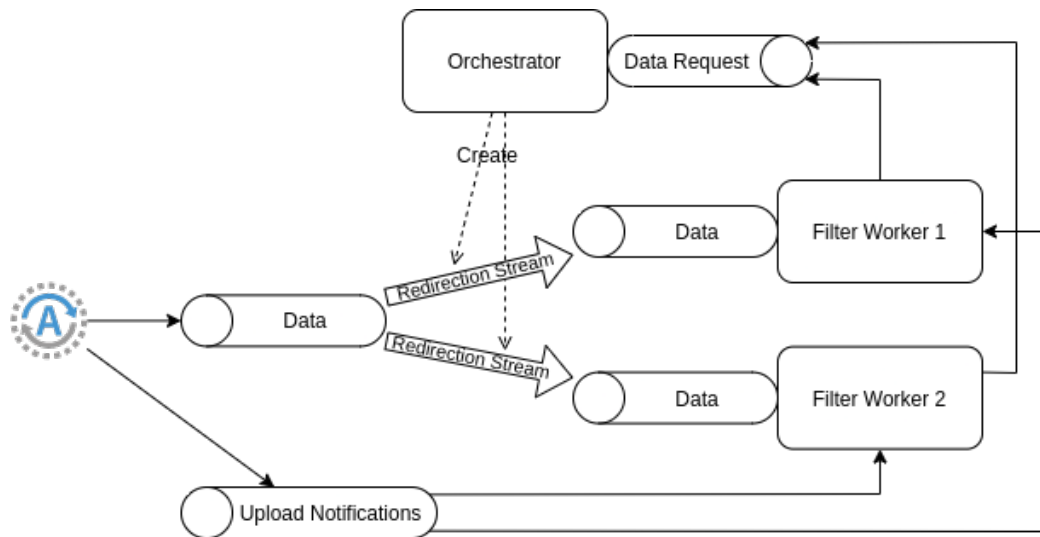 Orchestrator
Data Request
Create
Data
Filter Worker 1
Redirection Stream
A
Data
Redirection Stream
Data
Filter Worker 2
Upload Notifications